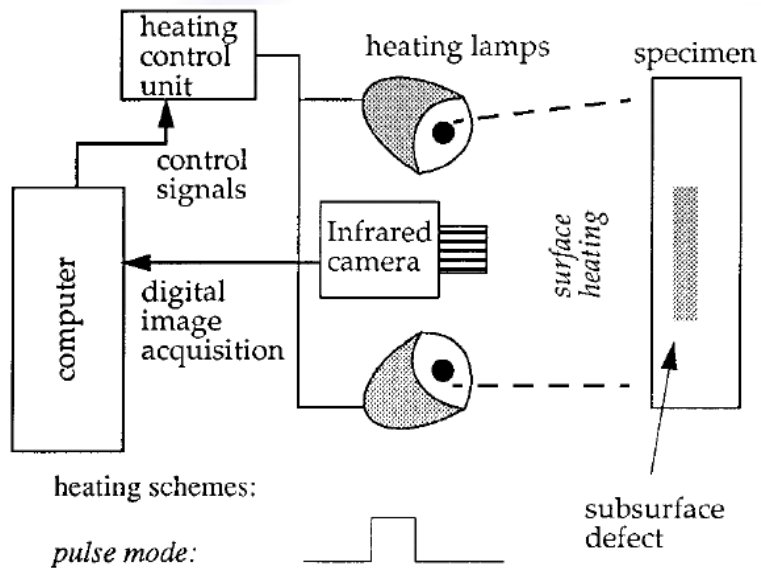 heating
control
unit
heating lamps
specimen
control
signals
Infrared
camera
surface
heating
computer
digital
image
acquisition
heating schemes:
subsurface
defect
pulse mode: